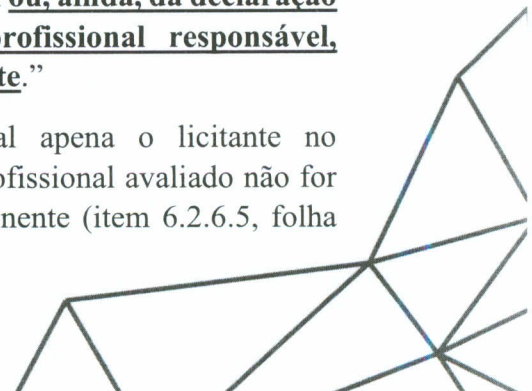 ou, ainda, da declaração
rofissional responsável,
te.”
al apena o licitante no
ofissional avaliado não for
nente (item 6.2.6.5, folha